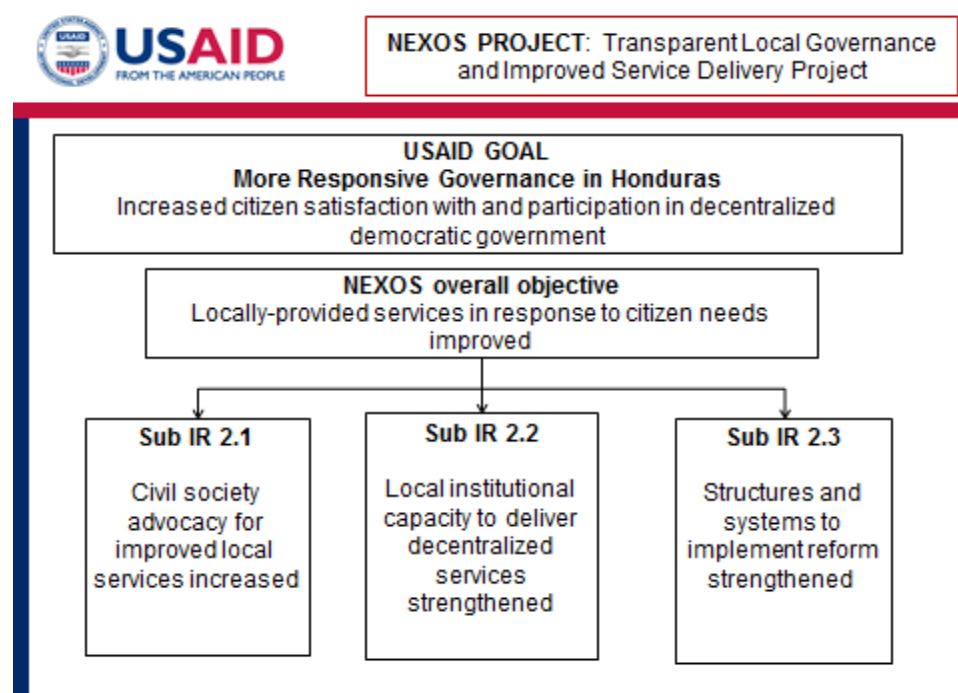 USAID
FROM THE AMERICAN PEOPLE
NEXOS PROJECT: Transparent Local Governance
and Improved Service Delivery Project
USAID GOAL
More Responsive Governance in Honduras
Increased citizen satisfaction with and participation in decentralized
democratic government
NEXOS overall objective
Locally-provided services in response to citizen needs
improved
Sub IR 2.1
Civil society
advocacy for
improved local
services increased
Sub IR 2.2
Local institutional
capacity to deliver
decentralized
services
strengthened
Sub IR 2.3
Structures and
systems to
implement reform
strengthened